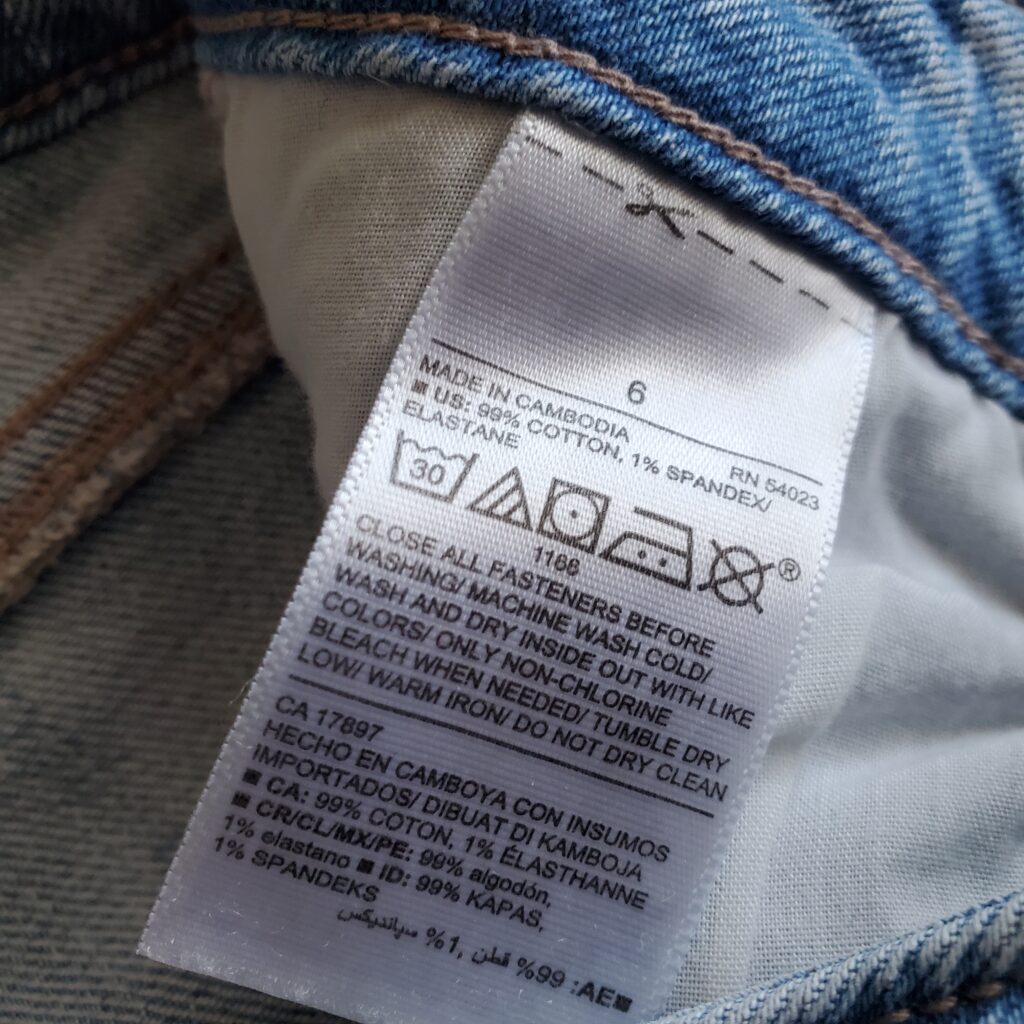 6
MADE IN CAMBODIA
RN 54023
■ US: 99% COTTON, 1% SPANDEX/
ELASTANE
30
®
1166
CLOSE ALL FASTENERS BEFORE
WASHING/ MACHINE WASH COLD/
WASH AND DRY INSIDE OUT WITH LIKE
COLORS/ ONLY NON-CHLORINE
BLEACH WHEN NEEDED/ TUMBLE DRY
LOW/ WARM IRON/ DO NOT DRY CLEAN
CA 17897
HECHO EN CAMBOYA CON INSUMOS
IMPORTADOS/ DIBUAT DI KAMBOJA
■ CA: 99% COTON, 1% ÉLASTHANNE
■ CR/CL/MX/PE: 99% algodón,
1% elastano ■ ID: 99% KAPAS,
1% SPANDEKS
■AE: 99% قطن, 1% سپاندیکس